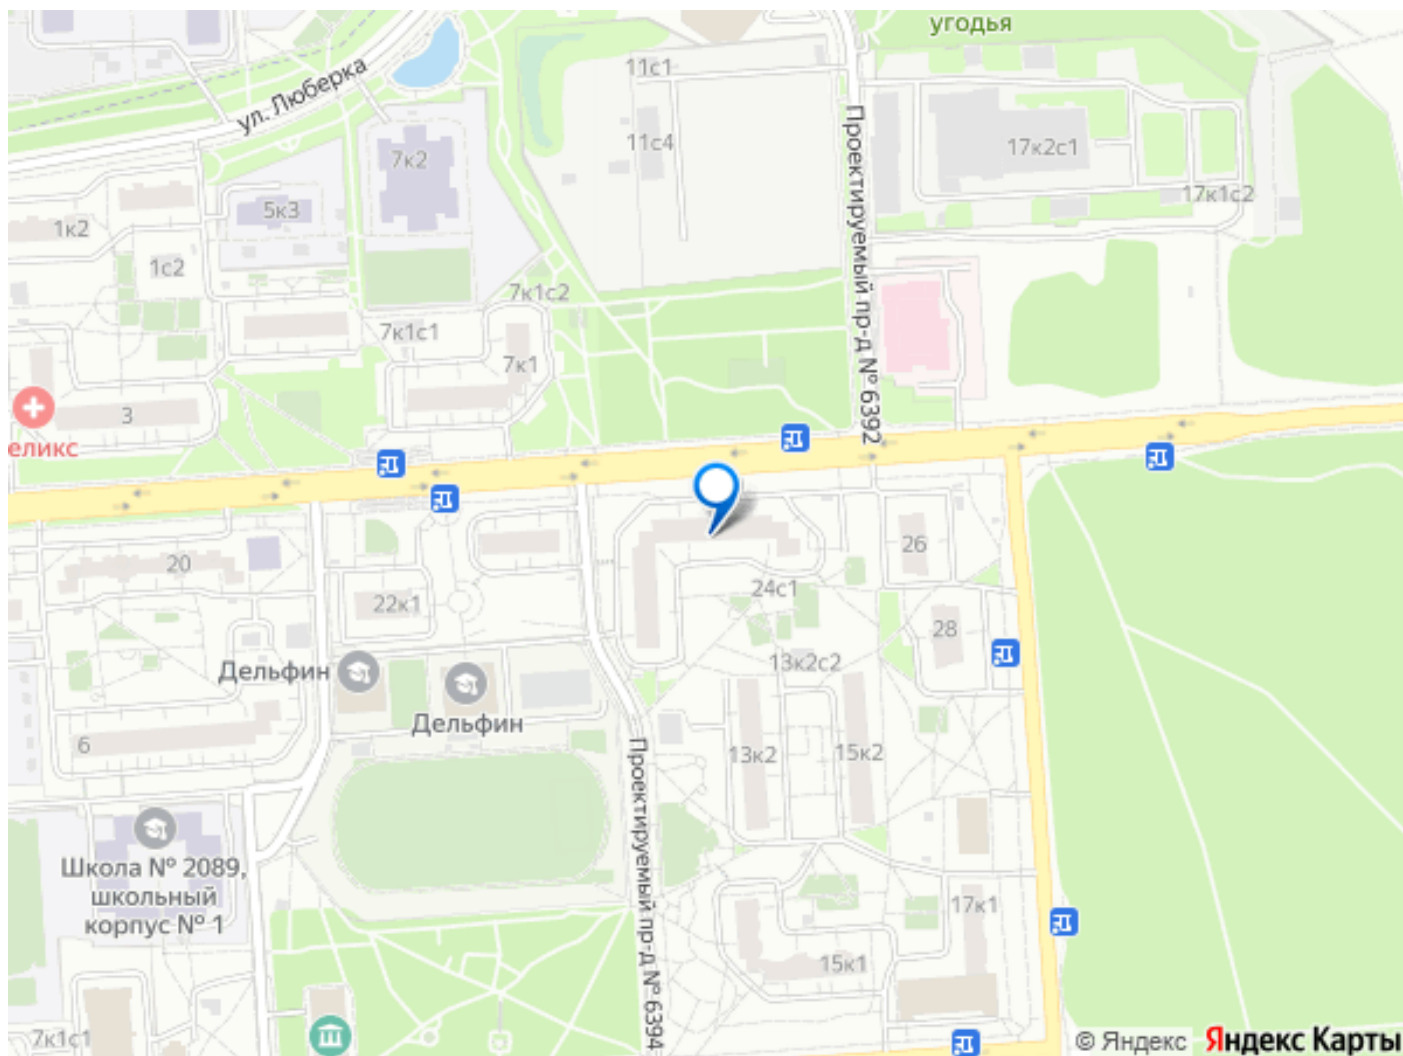 угодья
11с1
ул. Люберка
11с4
Проектируемый пр-д № 6392
17к2с1
7к2
17к1с2
5к3
1к2
1с2
7к1с2
7к1с1
7к1
3
еликс
20
26
24с1
22к1
28
13к2с2
Дельфин
Дельфин
6
13к2
15к2
Проектируемый пр-д № 6394
Школа № 2089,
школьный
корпус № 1
17к1
15к1
7к1с1
© Яндекс Яндекс Карты